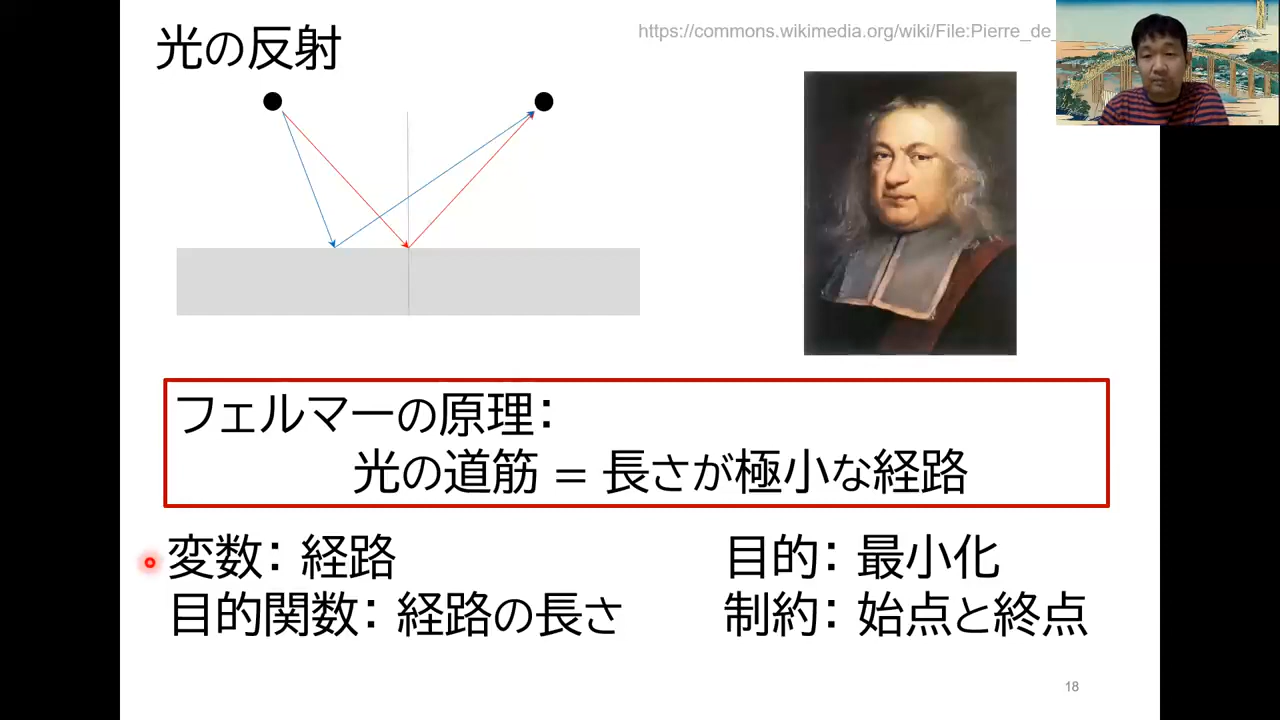 光の反射
https://commons.wikimedia.org/wiki/File:Pierre_de_
フェルマーの原理：
光の道筋 = 長さが極小な経路
変数： 経路
目的： 最小化
目的関数： 経路の長さ
制約： 始点と終点
18